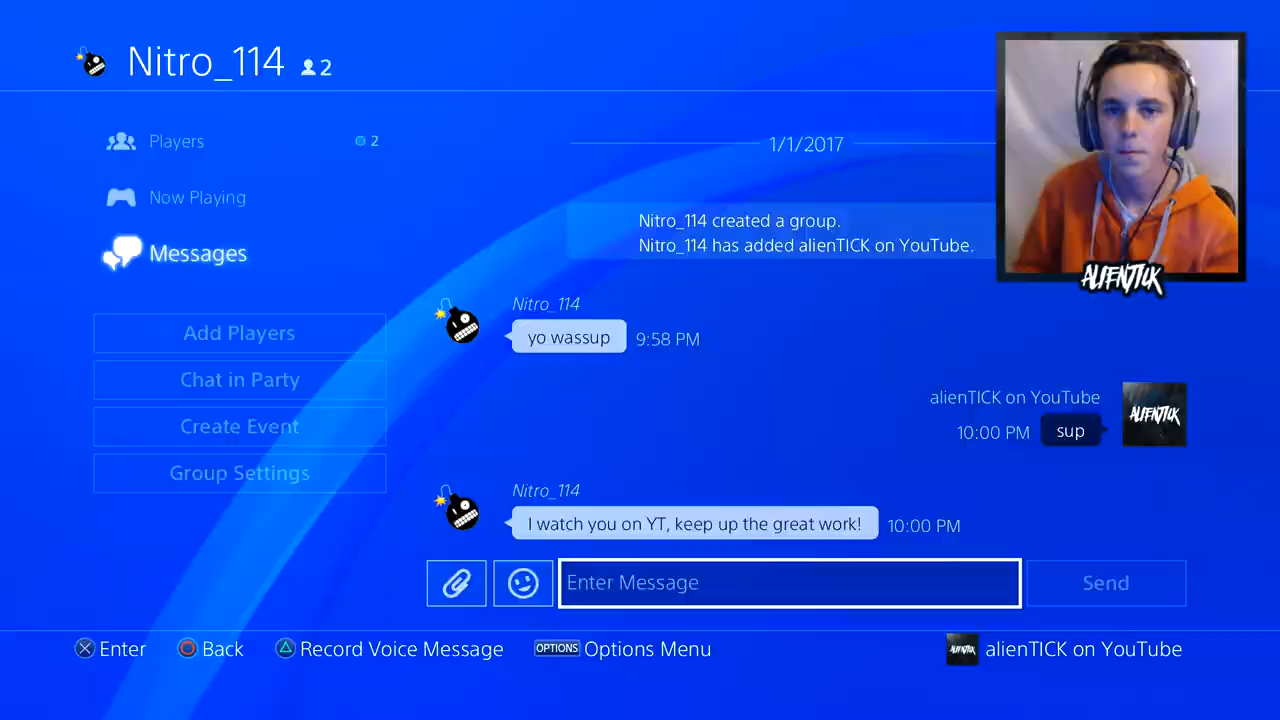 Nitro_114 2
Players 2
Now Playing
Messages
Add Players
Chat in Party
Create Event
Group Settings
1/1/2017
Nitro_114 created a group.
Nitro_114 has added alienTICK on YouTube.
ALIENTICK
Nitro_114
yo wassup 9:58 PM
alienTICK on YouTube
10:00 PM sup
ALIENTICK
Nitro_114
I watch you on YT, keep up the great work! 10:00 PM
Enter Message
Send
Enter
Back
Record Voice Message
OPTIONS Options Menu
ALIENTICK
alienTICK on YouTube